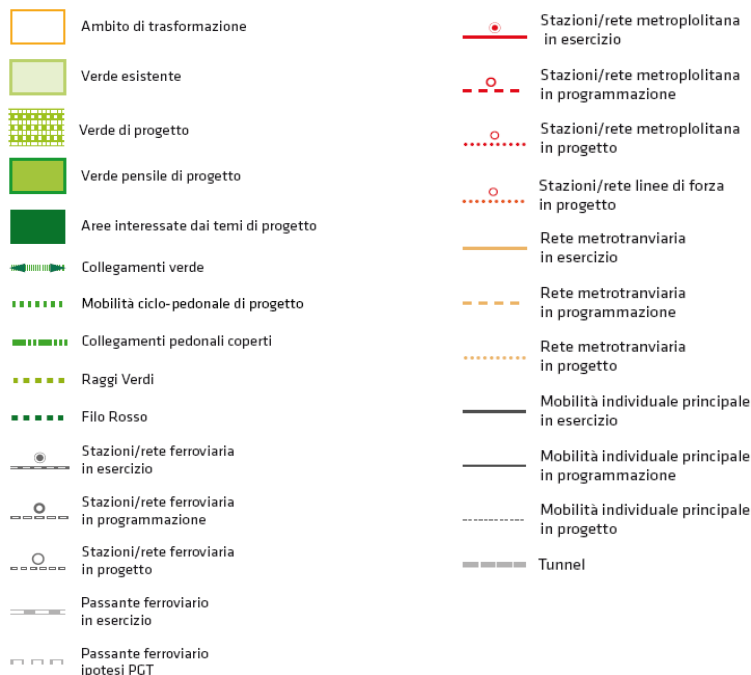 Ambito di trasformazione
Verde esistente
Verde di progetto
Verde pensile di progetto
Aree interessate dai temi di progetto
Collegamenti verde
Mobilità ciclo-pedonale di progetto
Collegamenti pedonali coperti
Raggi Verdi
Filo Rosso
Stazioni/rete ferroviaria
in esercizio
Stazioni/rete ferroviaria
in programmazione
Stazioni/rete ferroviaria
in progetto
Passante ferroviario
in esercizio
Passante ferroviario
ipotesi PGT
Stazioni/rete metroplolitana
in esercizio
Stazioni/rete metroplolitana
in programmazione
Stazioni/rete metroplolitana
in progetto
Stazioni/rete linee di forza
in progetto
Rete metrotranviaria
in esercizio
Rete metrotranviaria
in programmazione
Rete metrotranviaria
in progetto
Mobilità individuale principale
in esercizio
Mobilità individuale principale
in programmazione
Mobilità individuale principale
in progetto
Tunnel